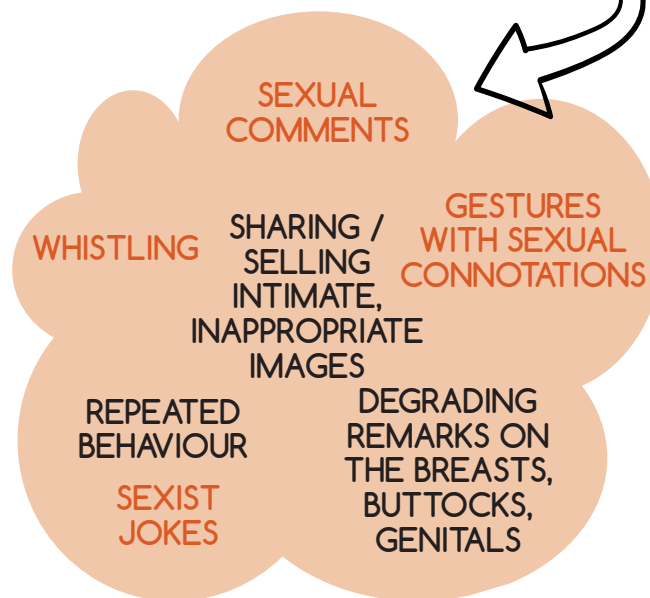 SEXUAL
COMMENTS
WHISTLING
SHARING /
SELLING
INTIMATE,
INAPPROPRIATE
IMAGES
GESTURES
WITH SEXUAL
CONNOTATIONS
REPEATED
BEHAVIOUR
SEXIST
JOKES
DEGRADING
REMARKS ON
THE BREASTS,
BUTTOCKS,
GENITALS